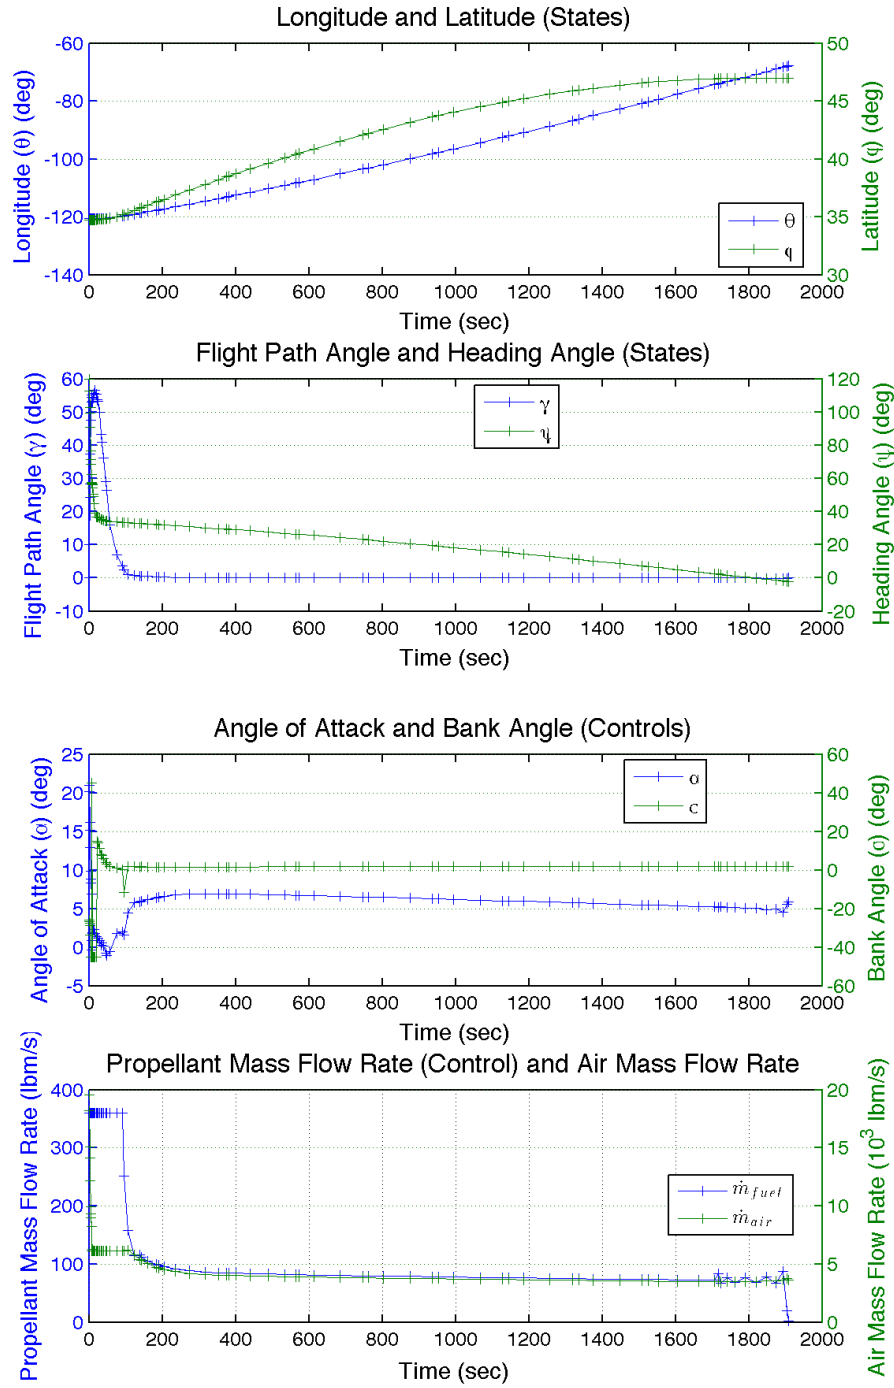 Longitude and Latitude (States)
Longitude (θ) (deg)
-60
-80
-100
-120
-140
50
45
40
35
30
Latitude (φ) (deg)
θ
φ
0 200 400 600 800 1000 1200 1400 1600 1800 2000
Time (sec)
Flight Path Angle and Heading Angle (States)
Flight Path Angle (γ) (deg)
60
50
40
30
20
10
0
-10
120
100
80
60
40
20
0
-20
Heading Angle (ψ) (deg)
γ
ψ
0 200 400 600 800 1000 1200 1400 1600 1800 2000
Time (sec)
Angle of Attack and Bank Angle (Controls)
Angle of Attack (α) (deg)
25
20
15
10
5
0
-5
60
40
20
0
-20
-40
-60
Bank Angle (σ) (deg)
α
σ
0 200 400 600 800 1000 1200 1400 1600 1800 2000
Time (sec)
Propellant Mass Flow Rate (Control) and Air Mass Flow Rate
Propellant Mass Flow Rate (lbm/s)
400
300
200
100
0
20
15
10
5
0
Air Mass Flow Rate (10³ lbm/s)
ṁ_fuel
ṁ_air
0 200 400 600 800 1000 1200 1400 1600 1800 2000
Time (sec)